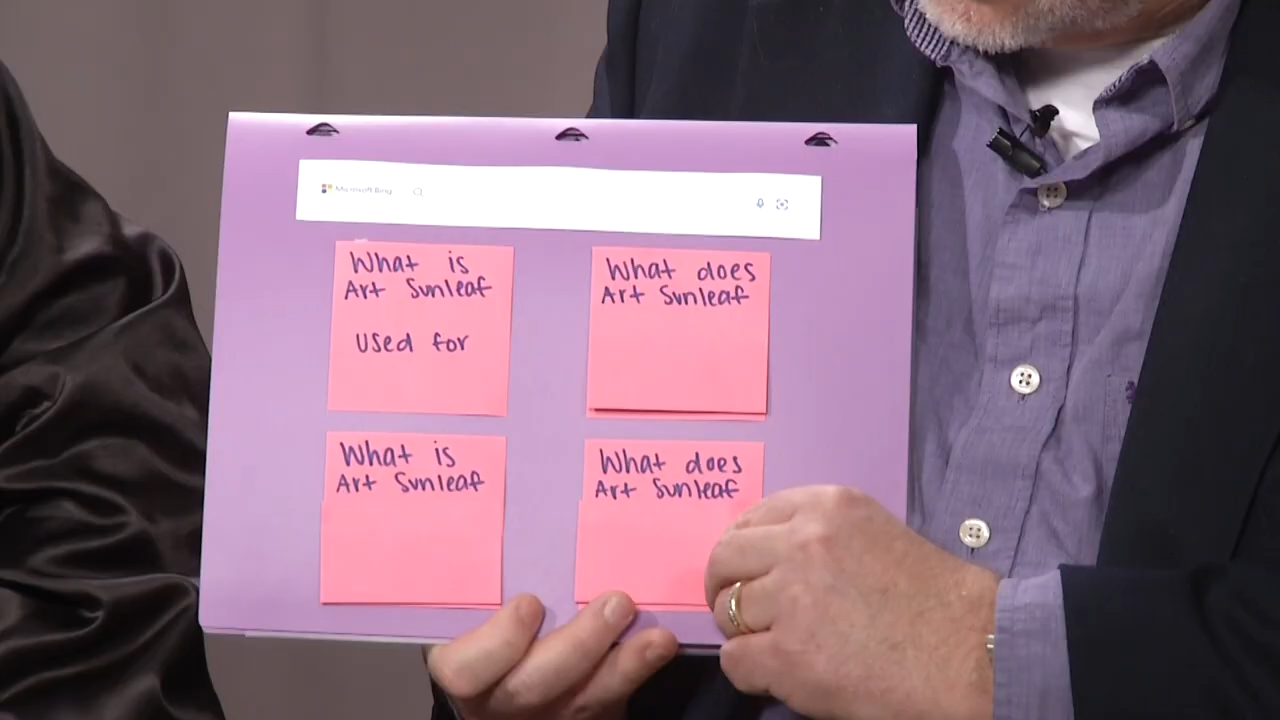 Microsoft Bing
What is
Art Sunleaf
used for
What does
Art Sunleaf
What is
Art Sunleaf
What does
Art Sunleaf